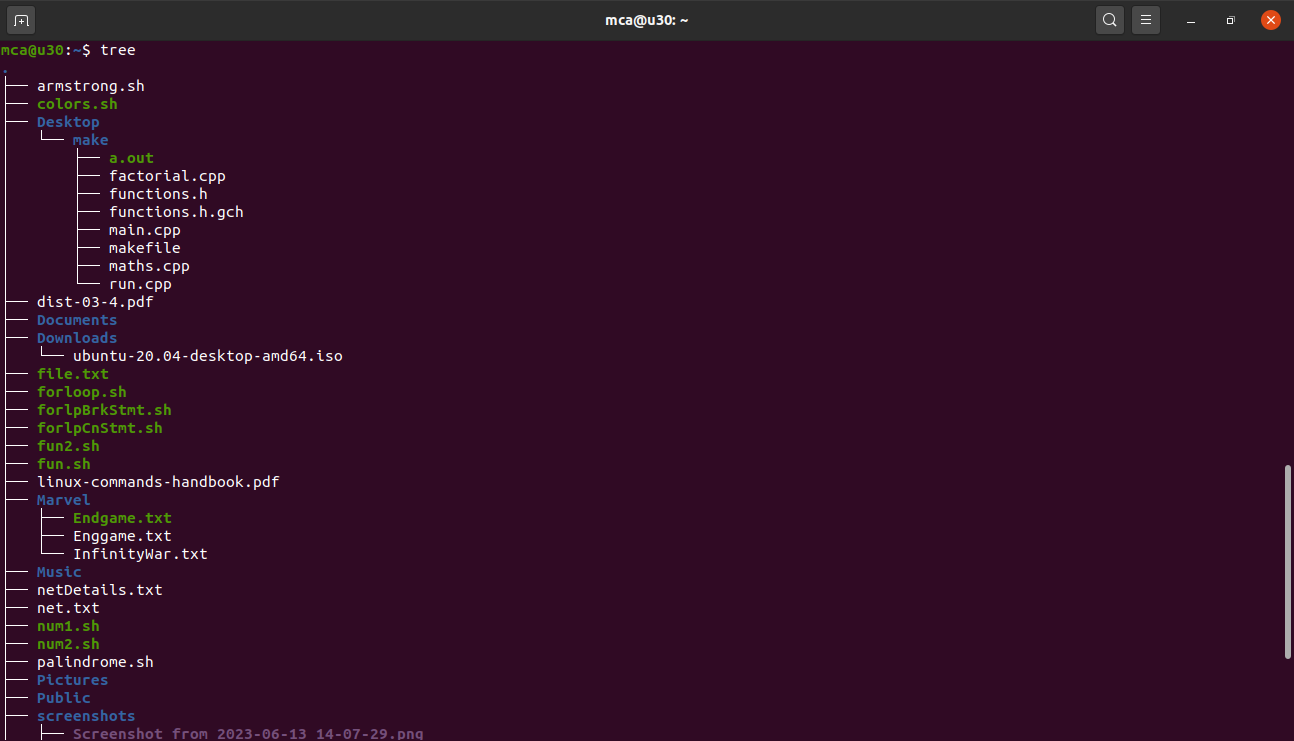 mca@u30: ~
mca@u30:~$ tree
.
├── armstrong.sh
├── colors.sh
├── Desktop
│   └── make
│       ├── a.out
│       ├── factorial.cpp
│       ├── functions.h
│       ├── functions.h.gch
│       ├── main.cpp
│       ├── makefile
│       ├── maths.cpp
│       └── run.cpp
├── dist-03-4.pdf
├── Documents
├── Downloads
│   └── ubuntu-20.04-desktop-amd64.iso
├── file.txt
├── forloop.sh
├── forlpBrkStmt.sh
├── forlpCnStmt.sh
├── fun2.sh
├── fun.sh
├── linux-commands-handbook.pdf
├── Marvel
│   ├── Endgame.txt
│   ├── Enggame.txt
│   └── InfinityWar.txt
├── Music
├── netDetails.txt
├── net.txt
├── num1.sh
├── num2.sh
├── palindrome.sh
├── Pictures
├── Public
├── screenshots
│   ├── Screenshot from 2023-06-13 14-07-29.png